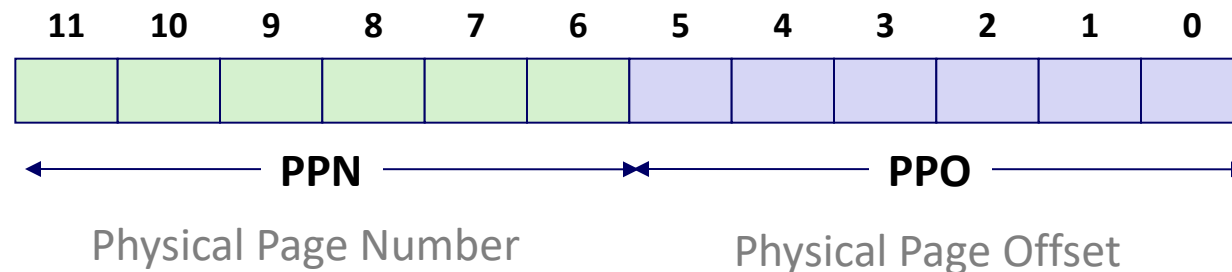 11 10 9 8 7 6 5 4 3 2 1 0
PPN PPO
Physical Page Number Physical Page Offset